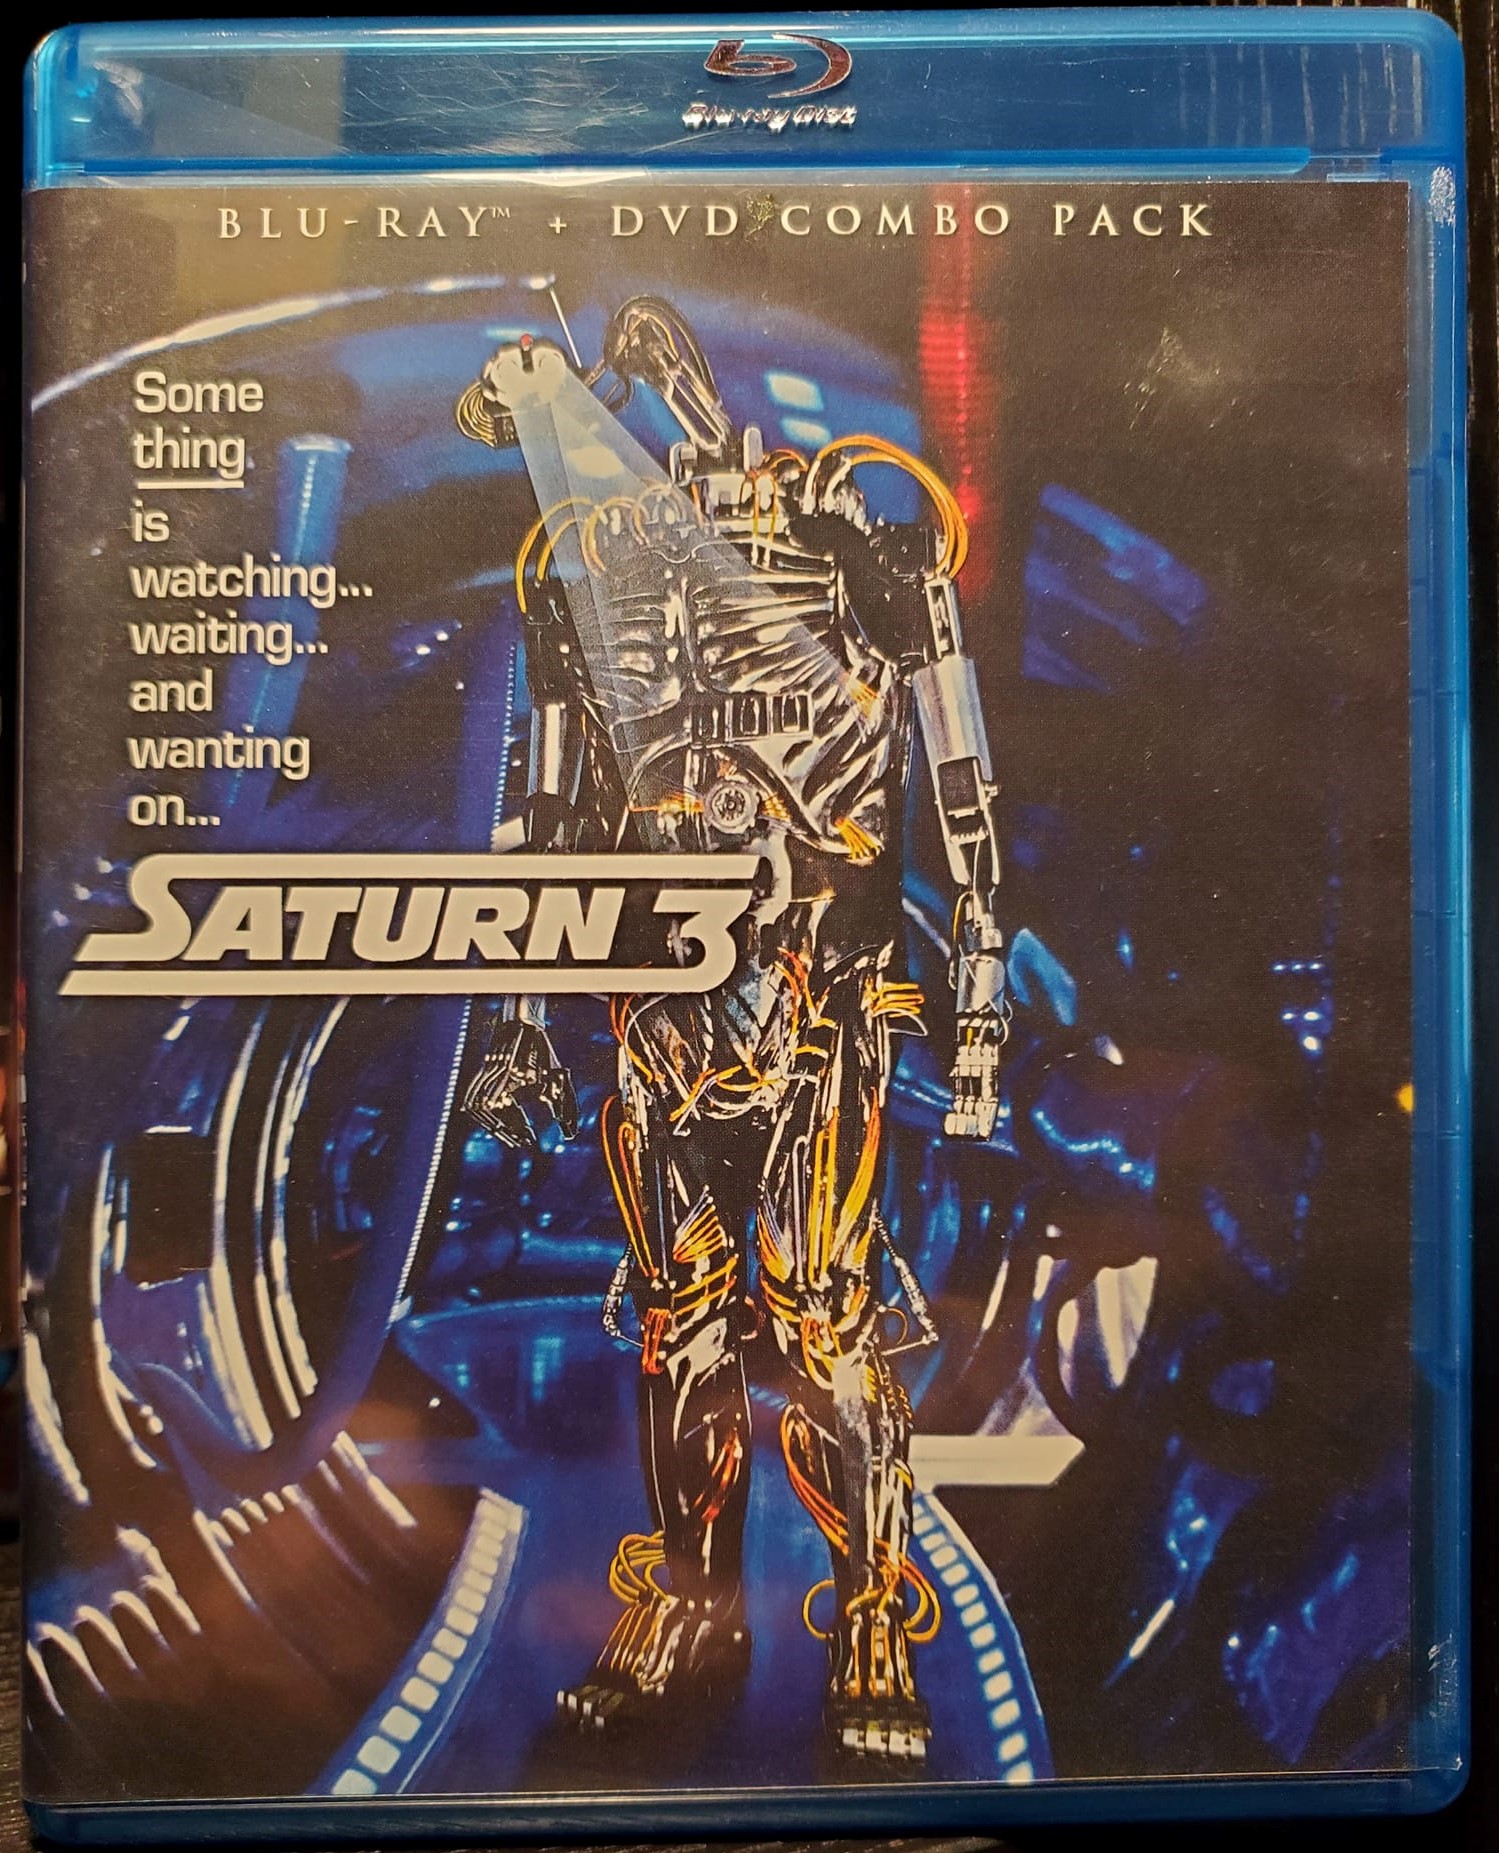 Blu-ray Disc
BLU-RAY™ + DVD COMBO PACK
Some
thing
is
watching...
waiting...
and
wanting
on...
SATURN 3